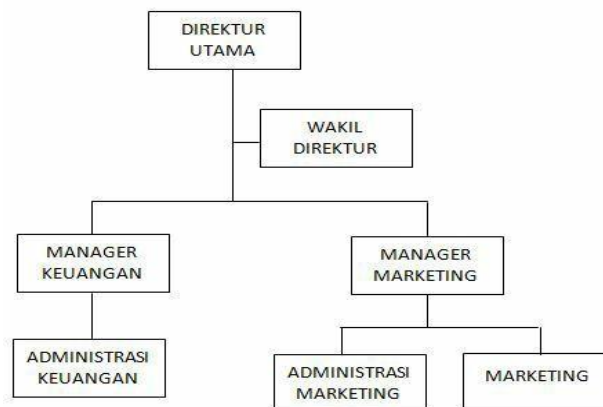 DIREKTUR
UTAMA
WAKIL
DIREKTUR
MANAGER
KEUANGAN
MANAGER
MARKETING
ADMINISTRASI
KEUANGAN
ADMINISTRASI
MARKETING
MARKETING